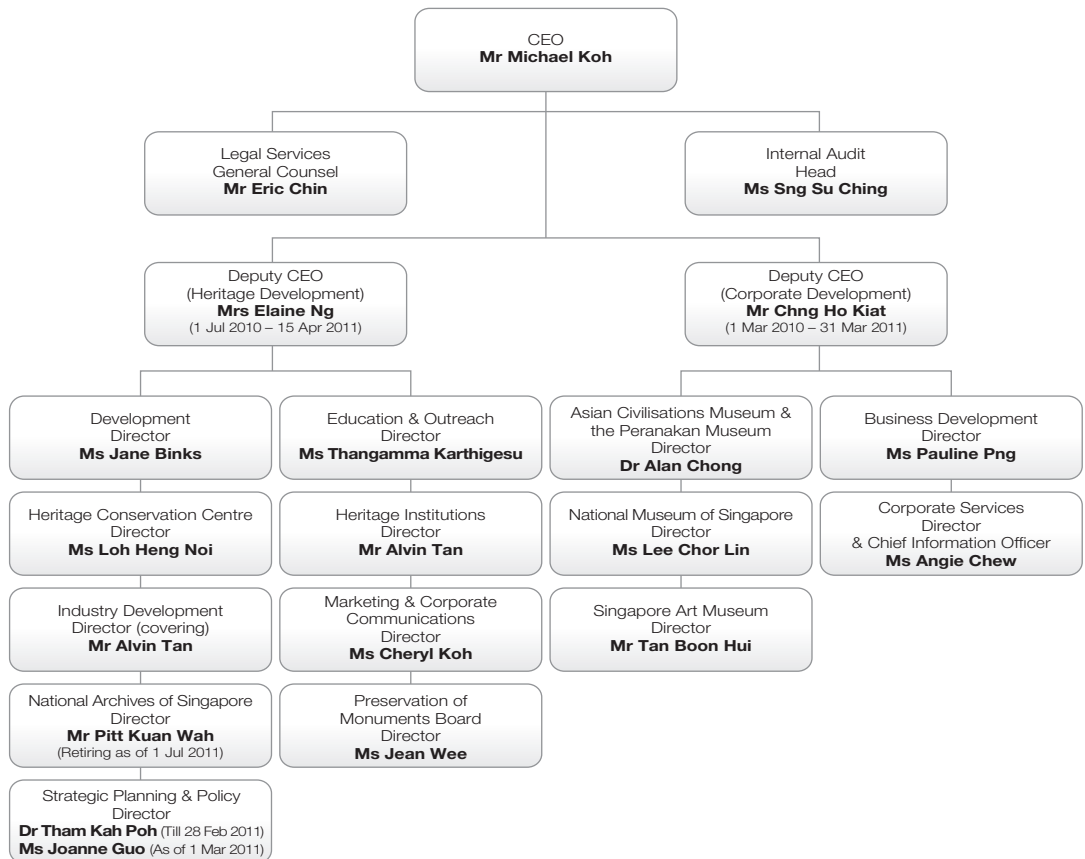 CEO
Mr Michael Koh
Legal Services
General Counsel
Mr Eric Chin
Internal Audit
Head
Ms Sng Su Ching
Deputy CEO
(Heritage Development)
Mrs Elaine Ng
(1 Jul 2010 – 15 Apr 2011)
Deputy CEO
(Corporate Development)
Mr Chng Ho Kiat
(1 Mar 2010 – 31 Mar 2011)
Development
Director
Ms Jane Binks
Education & Outreach
Director
Ms Thangamma Karthigesu
Asian Civilisations Museum &
the Peranakan Museum
Director
Dr Alan Chong
Business Development
Director
Ms Pauline Png
Heritage Conservation Centre
Director
Ms Loh Heng Noi
Heritage Institutions
Director
Mr Alvin Tan
National Museum of Singapore
Director
Ms Lee Chor Lin
Corporate Services
Director
& Chief Information Officer
Ms Angie Chew
Industry Development
Director (covering)
Mr Alvin Tan
Marketing & Corporate
Communications
Director
Ms Cheryl Koh
Singapore Art Museum
Director
Mr Tan Boon Hui
National Archives of Singapore
Director
Mr Pitt Kuan Wah
(Retiring as of 1 Jul 2011)
Preservation of
Monuments Board
Director
Ms Jean Wee
Strategic Planning & Policy
Director
Dr Tham Kah Poh (Till 28 Feb 2011)
Ms Joanne Guo (As of 1 Mar 2011)